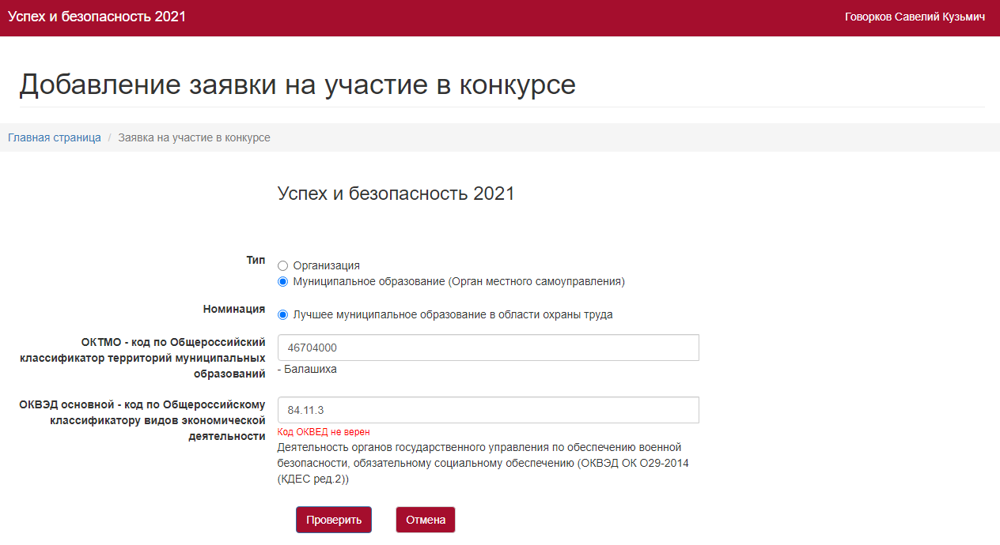 Успех и безопасность 2021
Говорков Савелий Кузьмич
Добавление заявки на участие в конкурсе
Главная страница / Заявка на участие в конкурсе
Успех и безопасность 2021
Тип
Организация
Муниципальное образование (Орган местного самоуправления)
Номинация
Лучшее муниципальное образование в области охраны труда
ОКТМО - код по Общероссийский
классификатор территорий муниципальных
образований
46704000
- Балашиха
ОКВЭД основной - код по Общероссийскому
классификатору видов экономической
деятельности
84.11.3
Код ОКВЕД не верен
Деятельность органов государственного управления по обеспечению военной
безопасности, обязательному социальному обеспечению (ОКВЭД ОК О29-2014
(КДЕС ред.2))
Проверить
Отмена